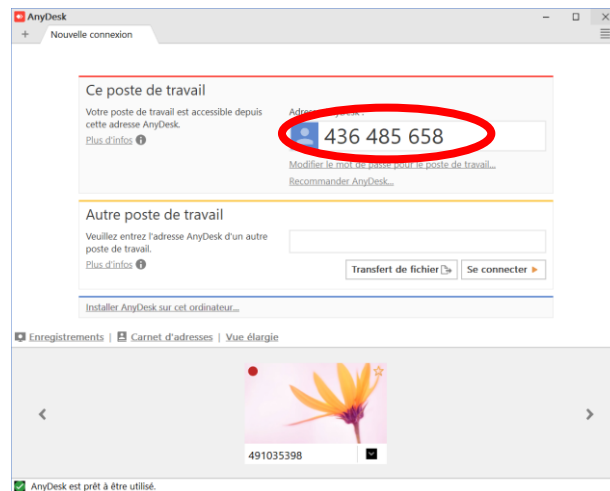 AnyDesk
+ Nouvelle connexion
Ce poste de travail
Votre poste de travail est accessible depuis
cette adresse AnyDesk.
Plus d'infos
Adresse AnyDesk :
436 485 658
Modifier le mot de passe pour le poste de travail...
Recommander AnyDesk...
Autre poste de travail
Veuillez entrez l'adresse AnyDesk d'un autre
poste de travail.
Plus d'infos
Transfert de fichier
Se connecter
Installer AnyDesk sur cet ordinateur...
Enregistrements | Carnet d'adresses | Vue élargie
491035398
AnyDesk est prêt à être utilisé.